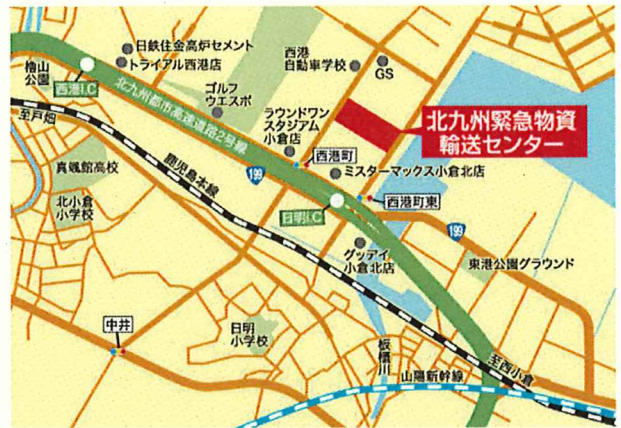 日鉄住金高炉セメント
トライアル西港店
檜山
公園
西港I.C
至戸畑
ゴルフ
ウエスポ
北九州都市高速道路2号線
西港
自動車学校
GS
ラウンドワン
スタジアム
小倉店
西港町
北九州緊急物資
輸送センター
ミスターマックス小倉北店
西港町東
199
日明I.C
199
真颯館高校
鹿児島本線
北小倉
小学校
グッデイ
小倉北店
東港公園グラウンド
中井
日明
小学校
板櫃川
至西小倉
山陽新幹線